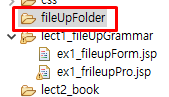 css
fileUpFolder
lect1_fileUpGrammar
ex1_fileupForm.jsp
ex1_frileupPro.jsp
lect2_book